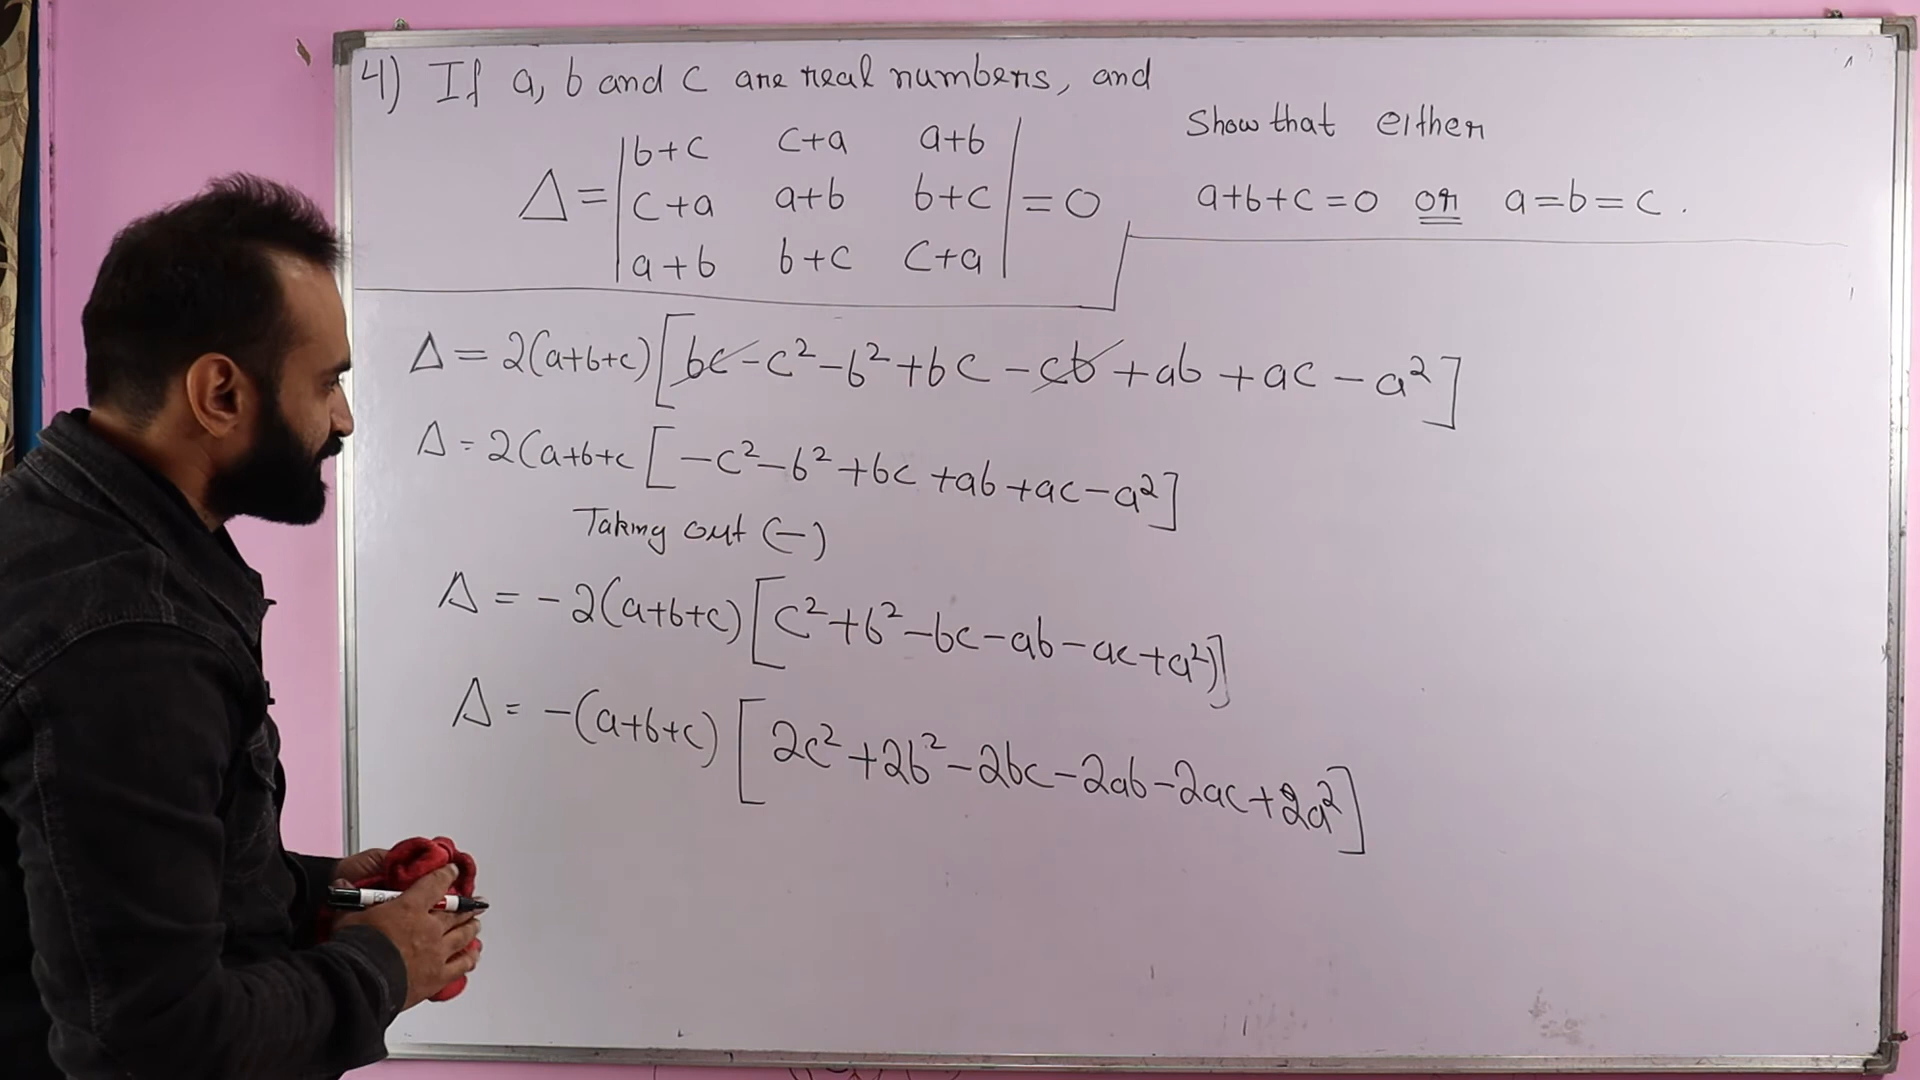 4) If a, b and c are real numbers, and
Δ = | b+c c+a a+b |
| c+a a+b b+c | = 0
| a+b b+c c+a |
Show that either
a+b+c = 0 or a = b = c.
Δ = 2(a+b+c) [bc - c² - b² + bc - cb + ab + ac - a²]
Δ = 2(a+b+c [-c² - b² + bc + ab + ac - a²]
Taking out (-)
Δ = -2(a+b+c) [c² + b² - bc - ab - ac + a²)]
Δ = -(a+b+c) [2c² + 2b² - 2bc - 2ab - 2ac + 2a²]